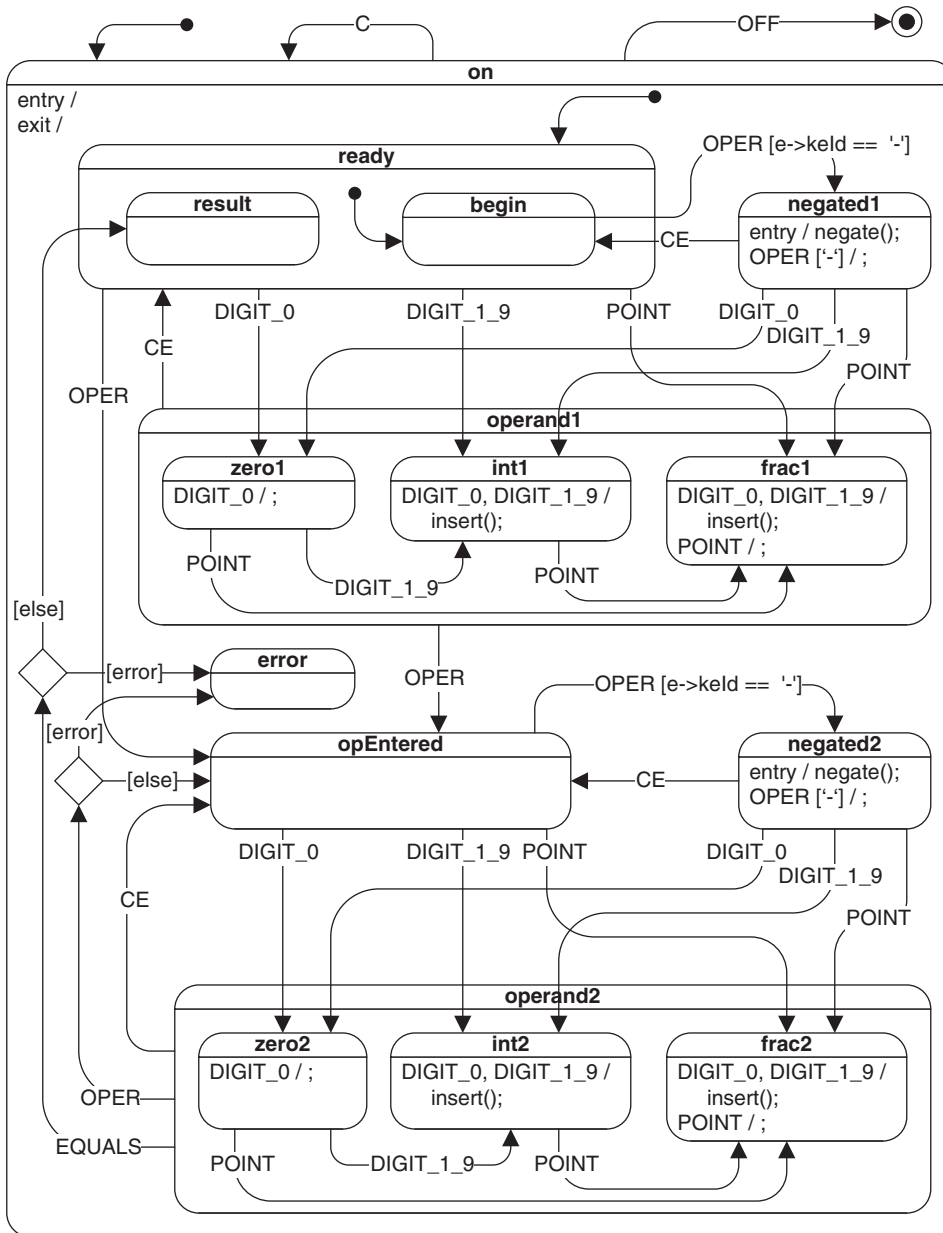 C
OFF
on
entry /
exit /
ready
OPER [e->keId == '-']
result
begin
negated1
entry / negate();
OPER [‘-‘] / ;
CE
DIGIT_0
DIGIT_1_9
POINT
DIGIT_0
DIGIT_1_9
POINT
CE
OPER
operand1
zero1
DIGIT_0 / ;
int1
DIGIT_0, DIGIT_1_9 /
insert();
frac1
DIGIT_0, DIGIT_1_9 /
insert();
POINT / ;
POINT
DIGIT_1_9
POINT
[else]
[error]
error
OPER
OPER [e->keId == '-']
[error]
opEntered
[else]
negated2
entry / negate();
OPER [‘-‘] / ;
CE
DIGIT_0
DIGIT_1_9
POINT
DIGIT_0
DIGIT_1_9
POINT
CE
operand2
zero2
DIGIT_0 / ;
int2
DIGIT_0, DIGIT_1_9 /
insert();
frac2
DIGIT_0, DIGIT_1_9 /
insert();
POINT / ;
OPER
EQUALS
POINT
DIGIT_1_9
POINT